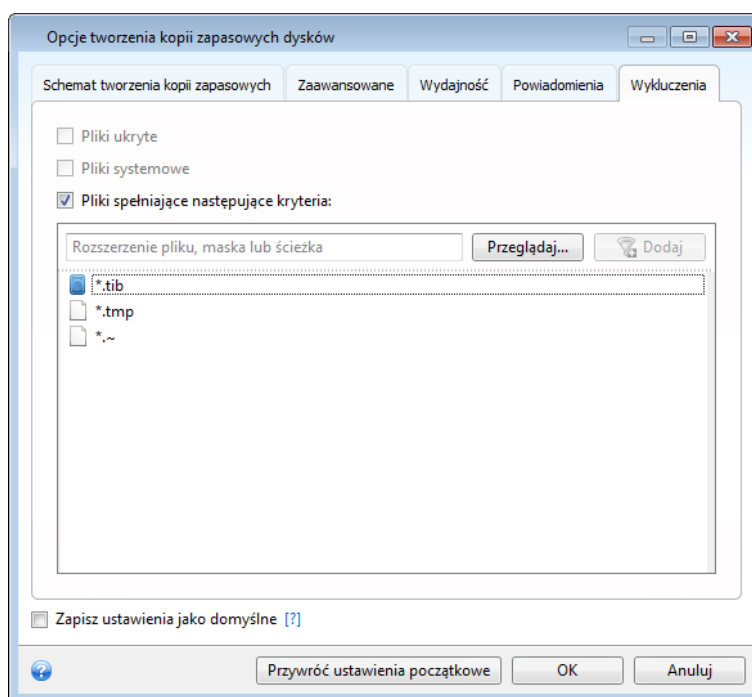 Opcje tworzenia kopii zapasowych dysków
Schemat tworzenia kopii zapasowych Zaawansowane Wydajność Powiadomienia Wykluczenia
Pliki ukryte
Pliki systemowe
Pliki spełniające następujące kryteria:
Rozszerzenie pliku, maska lub ścieżka Przeglądaj... Dodaj
*.tib
*.tmp
*.~
Zapisz ustawienia jako domyślne [?]
? Przywróć ustawienia początkowe OK Anuluj